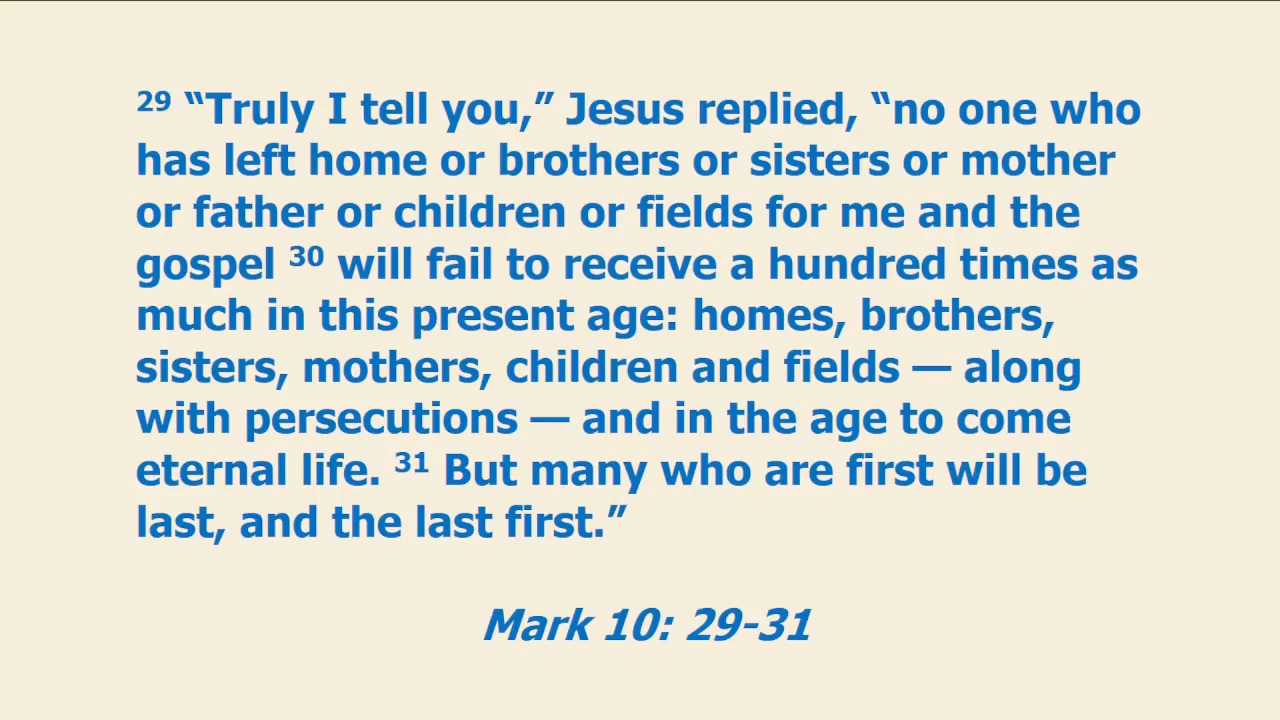 29 “Truly I tell you,” Jesus replied, “no one who
has left home or brothers or sisters or mother
or father or children or fields for me and the
gospel 30 will fail to receive a hundred times as
much in this present age: homes, brothers,
sisters, mothers, children and fields — along
with persecutions — and in the age to come
eternal life. 31 But many who are first will be
last, and the last first.”
Mark 10: 29-31